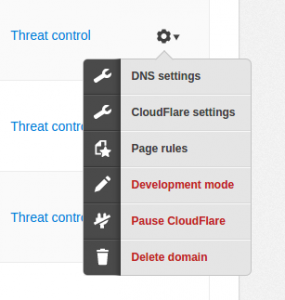 Threat control
DNS settings
CloudFlare settings
Threat contro
Page rules
Development mode
Threat contro
Pause CloudFlare
Delete domain